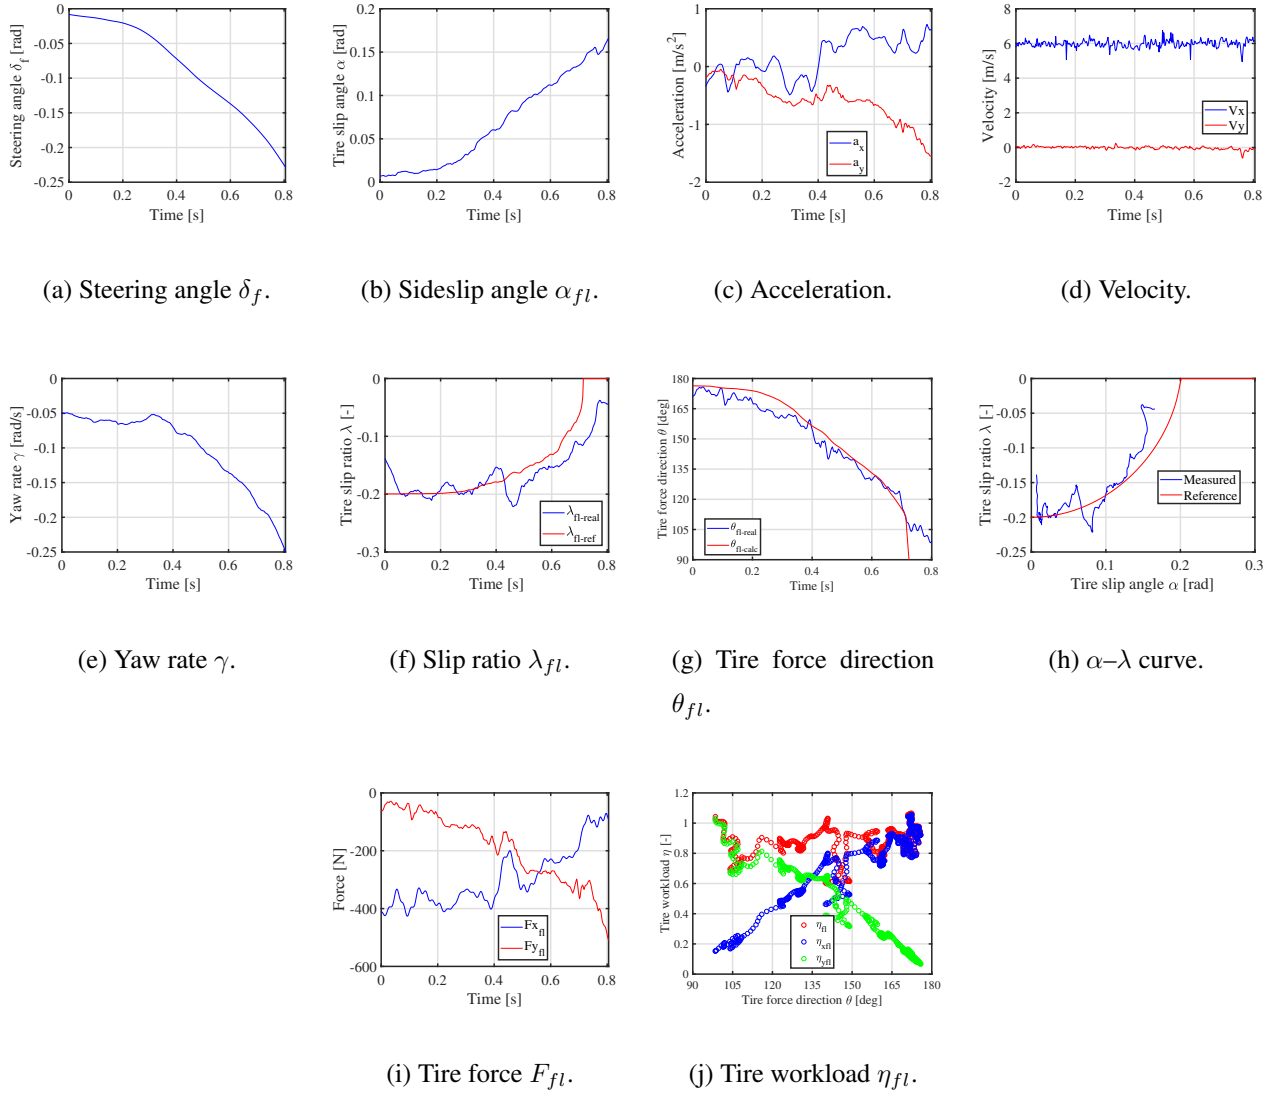 0
-0.05
-0.1
-0.15
-0.2
-0.25
0 0.2 0.4 0.6 0.8
Steering angle δf [rad]
Time [s]
0.2
0.15
0.1
0.05
0
0 0.2 0.4 0.6 0.8
Tire slip angle α [rad]
Time [s]
1
0
-1
-2
0 0.2 0.4 0.6 0.8
Acceleration [m/s²]
Time [s]
a_x
a_y
8
6
4
2
0
-2
0 0.2 0.4 0.6 0.8
Velocity [m/s]
Time [s]
Vx
Vy
(a) Steering angle δf.
(b) Sideslip angle αfl.
(c) Acceleration.
(d) Velocity.
0
-0.05
-0.1
-0.15
-0.2
-0.25
0 0.2 0.4 0.6 0.8
Yaw rate γ [rad/s]
Time [s]
0
-0.1
-0.2
-0.3
0 0.2 0.4 0.6 0.8
Tire slip ratio λ [-]
Time [s]
λfl-real
λfl-ref
180
165
150
135
120
105
90
0 0.2 0.4 0.6 0.8
Tire force direction θ [deg]
Time [s]
θfl-real
θfl-calc
0
-0.05
-0.1
-0.15
-0.2
-0.25
0 0.1 0.2 0.3
Tire slip ratio λ [-]
Tire slip angle α [rad]
Measured
Reference
(e) Yaw rate γ.
(f) Slip ratio λfl.
(g) Tire force direction
θfl.
(h) α–λ curve.
0
-200
-400
-600
0 0.2 0.4 0.6 0.8
Force [N]
Time [s]
Fxfl
Fyfl
1.2
1
0.8
0.6
0.4
0.2
0
90 105 120 135 150 165 180
Tire workload η [-]
Tire force direction θ [deg]
ηfl
ηxfl
ηyfl
(i) Tire force Ffl.
(j) Tire workload ηfl.